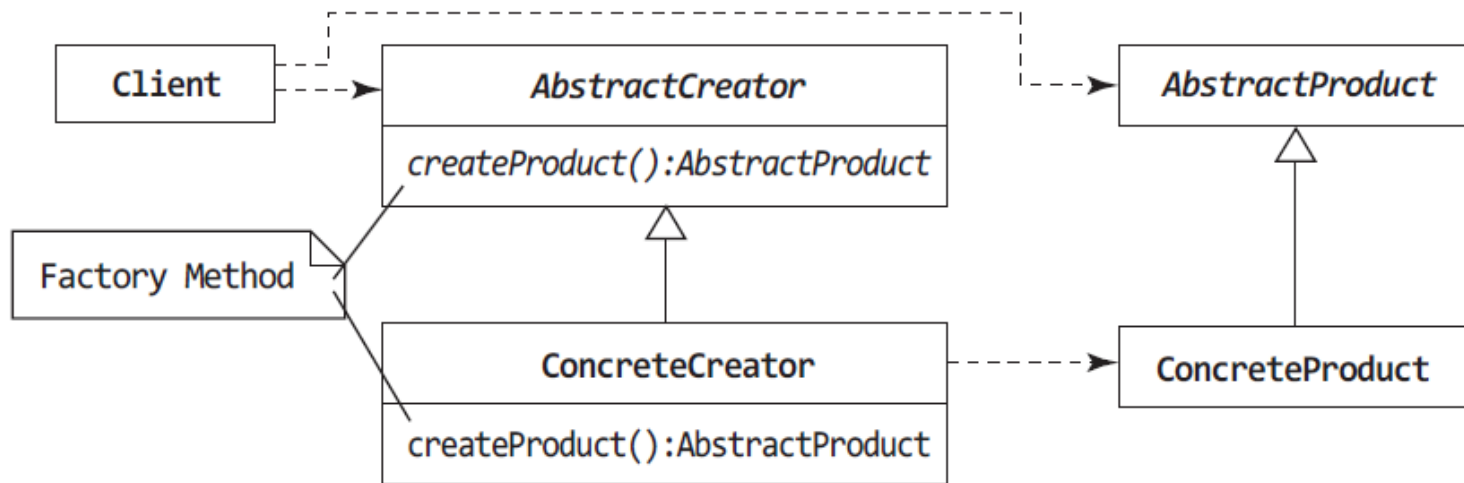 Client
AbstractCreator
AbstractProduct
createProduct():AbstractProduct
Factory Method
ConcreteCreator
ConcreteProduct
createProduct():AbstractProduct